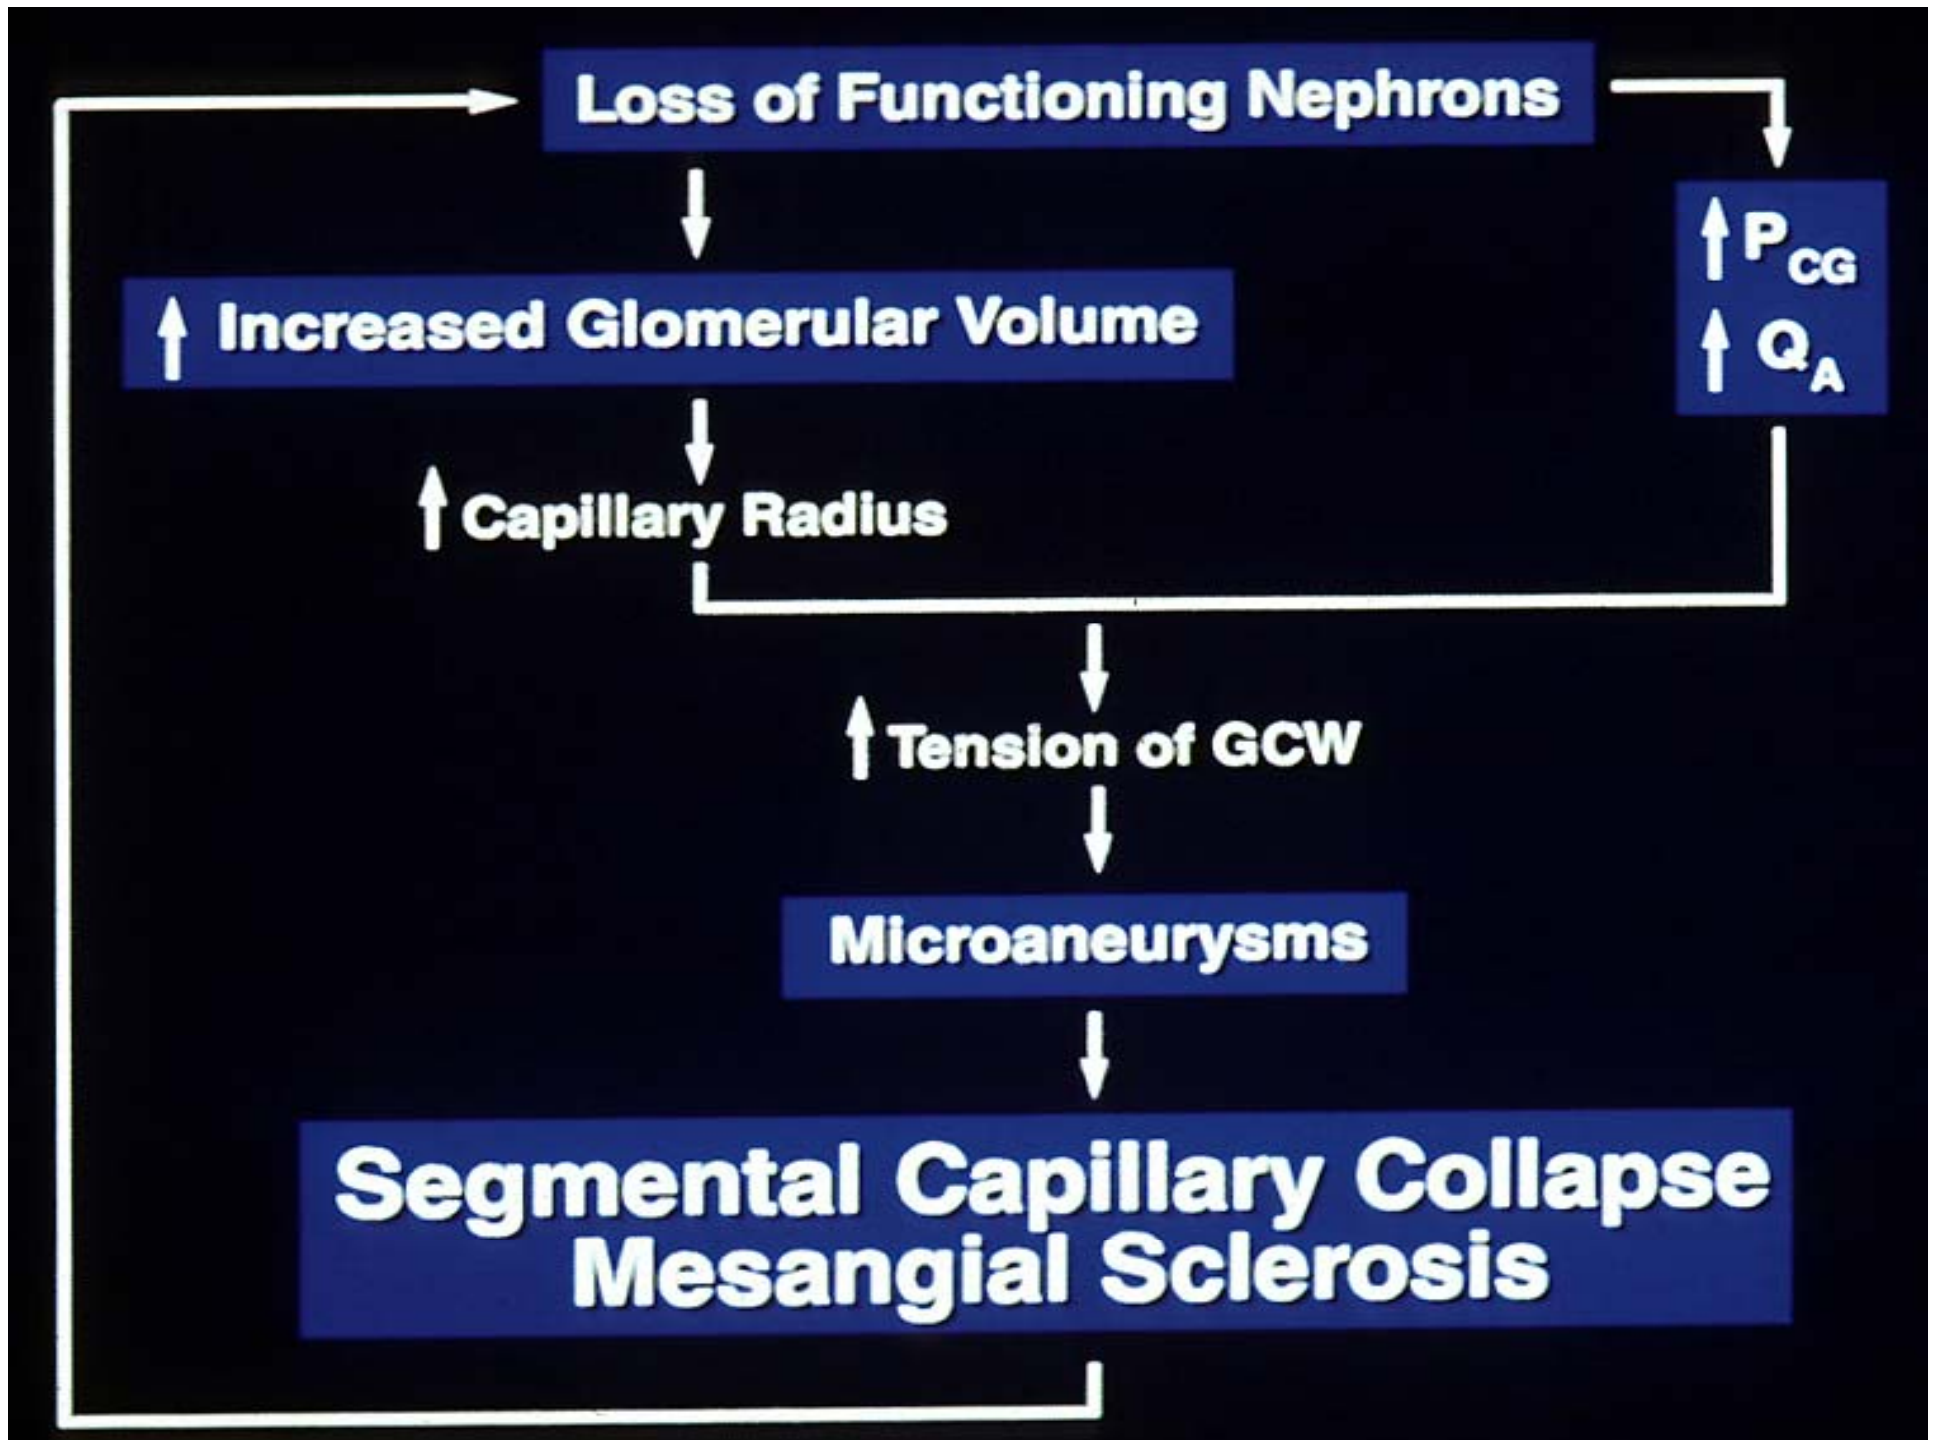 Loss of Functioning Nephrons
↑ P CG
↑ Q A
↑ Increased Glomerular Volume
↑ Capillary Radius
↑ Tension of GCW
Microaneurysms
Segmental Capillary Collapse
Mesangial Sclerosis